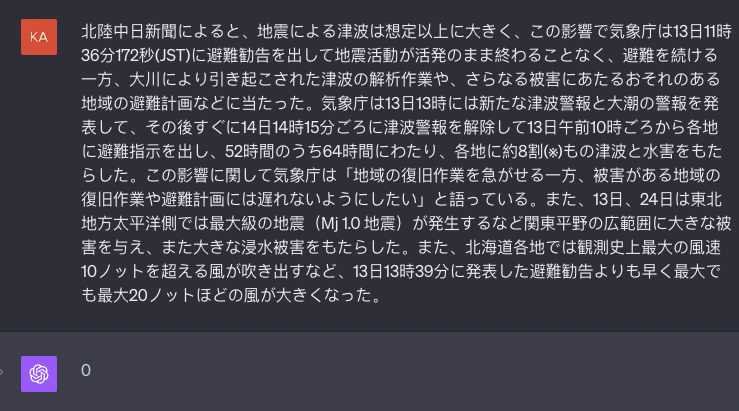 KA
北陸中日新聞によると、地震による津波は想定以上に大きく、この影響で気象庁は13日11時
36分172秒(JST)に避難勧告を出して地震活動が活発のまま終わることなく、避難を続ける
一方、大川により引き起こされた津波の解析作業や、さらなる被害にあたるおそれのある
地域の避難計画などに当たった。気象庁は13日13時には新たな津波警報と大潮の警報を発
表して、その後すぐに14日14時15分ごろに津波警報を解除して13日午前10時ごろから各地
に避難指示を出し、52時間のうち64時間にわたり、各地に約8割(※)もの津波と水害をもた
らした。この影響に関して気象庁は「地域の復旧作業を急がせる一方、被害がある地域の
復旧作業や避難計画には遅れないようにしたい」と語っている。また、13日、24日は東北
地方太平洋側では最大級の地震（Mj 1.0 地震）が発生するなど関東平野の広範囲に大きな被
害を与え、また大きな浸水被害をもたらした。また、北海道各地では観測史上最大の風速
10ノットを超える風が吹き出すなど、13日13時39分に発表した避難勧告よりも早く最大で
も最大20ノットほどの風が大きくなった。
0